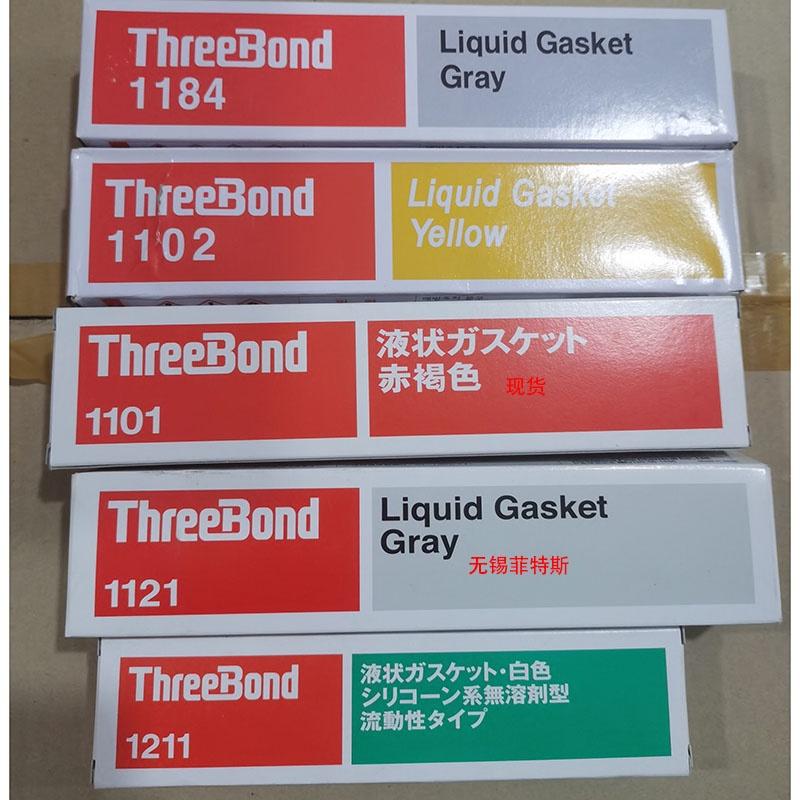 ThreeBond
1184
Liquid Gasket
Gray
ThreeBond
1102
Liquid Gasket
Yellow
ThreeBond
1101
液状ガスケット
赤褐色
现货
ThreeBond
1121
Liquid Gasket
Gray
无锡菲特斯
ThreeBond
1211
液状ガスケット・白色
シリコーン系無溶剤型
流動性タイプ